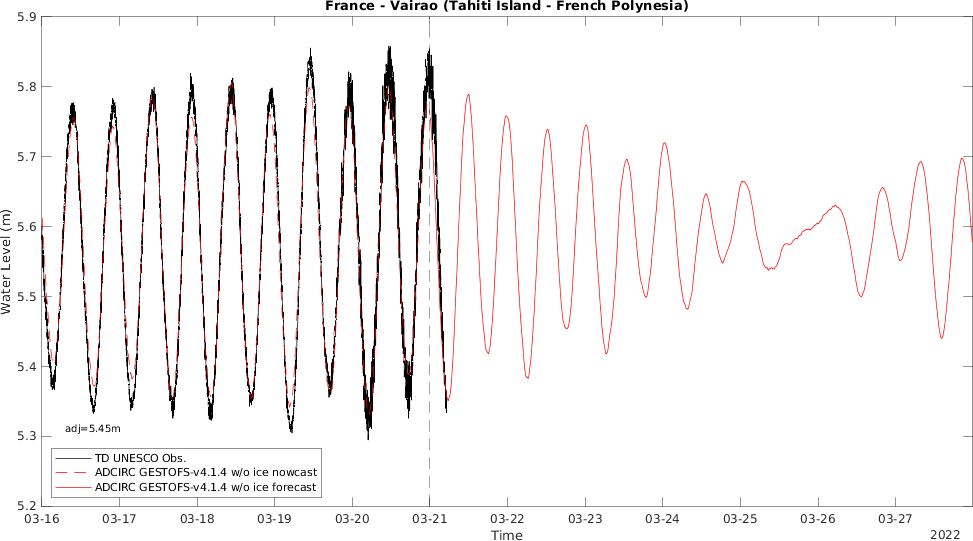 France - Vairao (Tahiti Island - French Polynesia)
5.9
5.8
5.7
5.6
5.5
5.4
5.3
5.2
Water Level (m)
adj=5.45m
TD UNESCO Obs.
ADCIRC GESTOFS-v4.1.4 w/o ice nowcast
ADCIRC GESTOFS-v4.1.4 w/o ice forecast
03-16 03-17 03-18 03-19 03-20 03-21 03-22 03-23 03-24 03-25 03-26 03-27
Time
2022